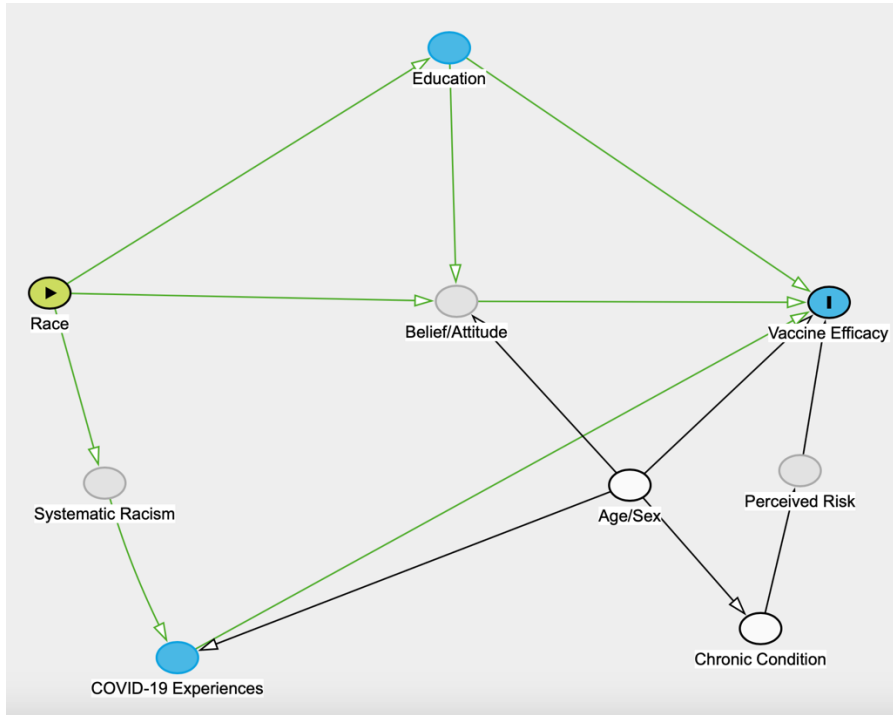 Education
Race
Belief/Attitude
Vaccine Efficacy
Systematic Racism
Age/Sex
Perceived Risk
Chronic Condition
COVID-19 Experiences